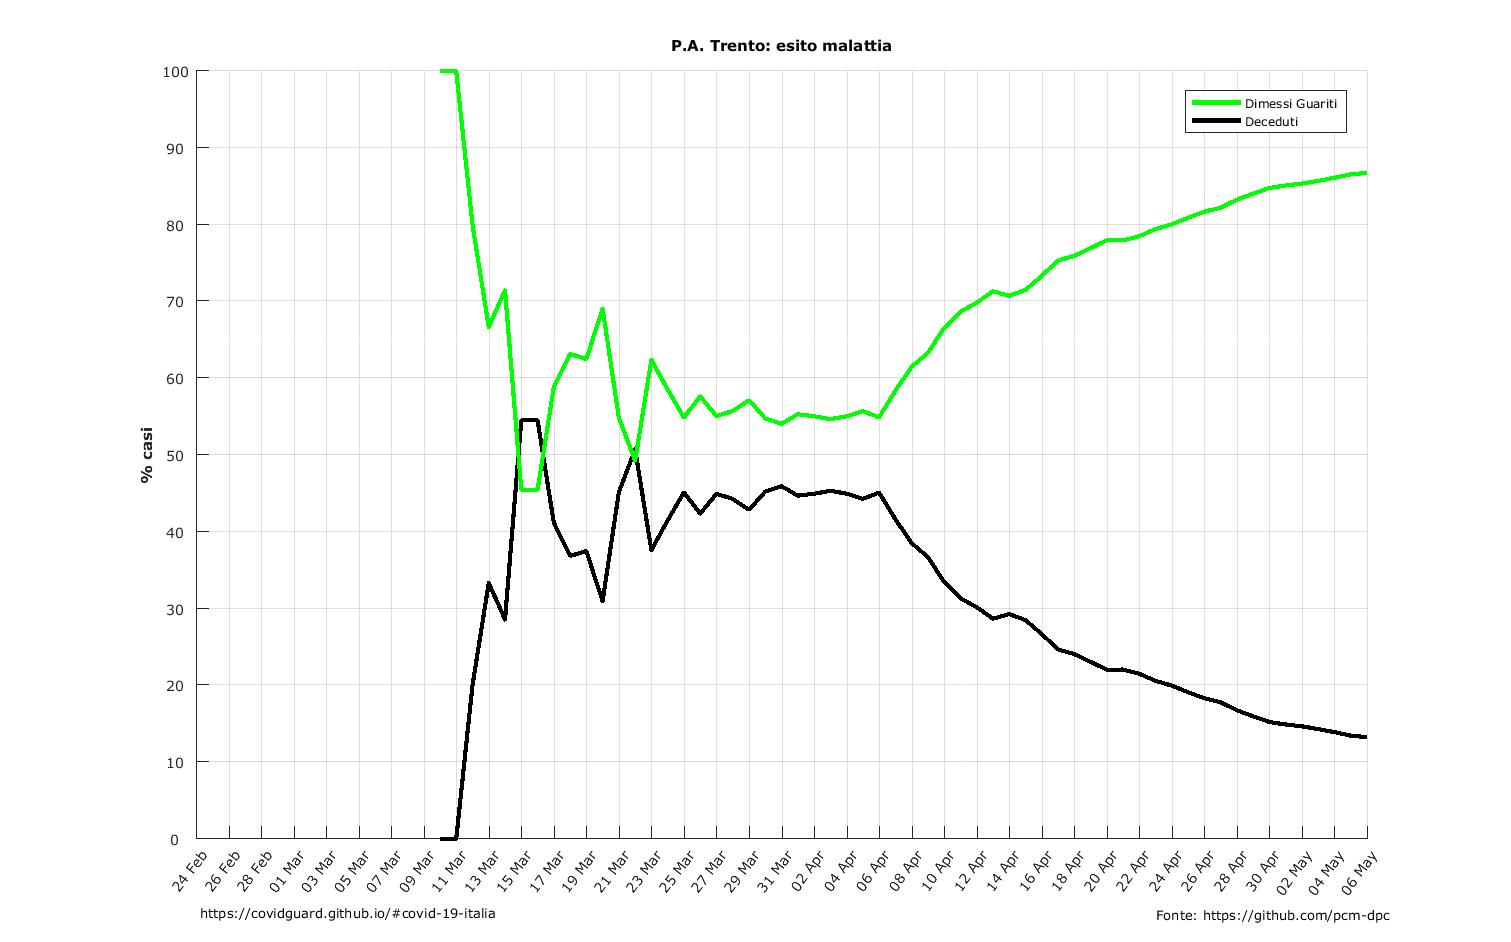 P.A. Trento: esito malattia
100
90
80
70
60
50
40
30
20
10
0
% casi
Dimessi Guariti
Deceduti
24 Feb
26 Feb
28 Feb
01 Mar
03 Mar
05 Mar
07 Mar
09 Mar
11 Mar
13 Mar
15 Mar
17 Mar
19 Mar
21 Mar
23 Mar
25 Mar
27 Mar
29 Mar
31 Mar
02 Apr
04 Apr
06 Apr
08 Apr
10 Apr
12 Apr
14 Apr
16 Apr
18 Apr
20 Apr
22 Apr
24 Apr
26 Apr
28 Apr
30 Apr
02 May
04 May
06 May
https://covidguard.github.io/#covid-19-italia
Fonte: https://github.com/pcm-dpc